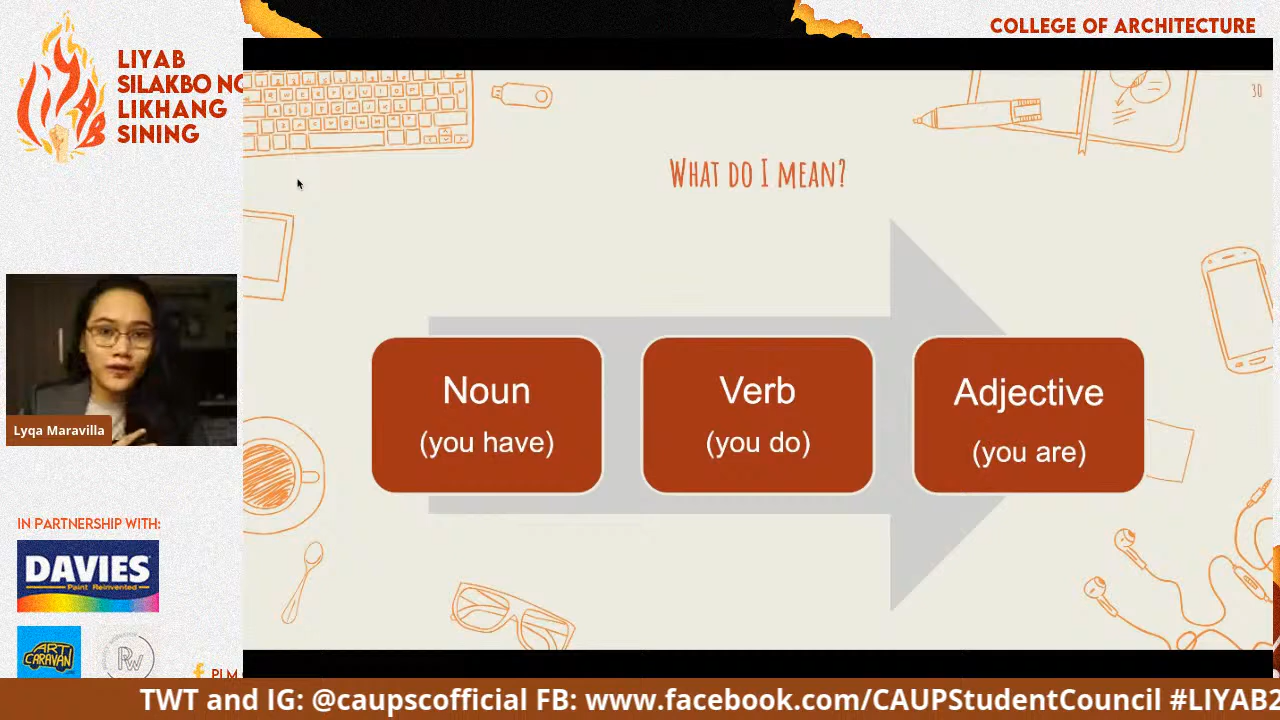 COLLEGE OF ARCHITECTURE
LIYAB
SILAKBO NG
LIKHANG
SINING
30
WHAT DO I MEAN?
Noun
(you have)
Verb
(you do)
Adjective
(you are)
Lyqa Maravilla
IN PARTNERSHIP WITH:
DAVIES
Paint Reinvented
ART
CARAVAN
PW
PLM
TWT and IG: @caupscofficial FB: www.facebook.com/CAUPStudentCouncil #LIYAB2